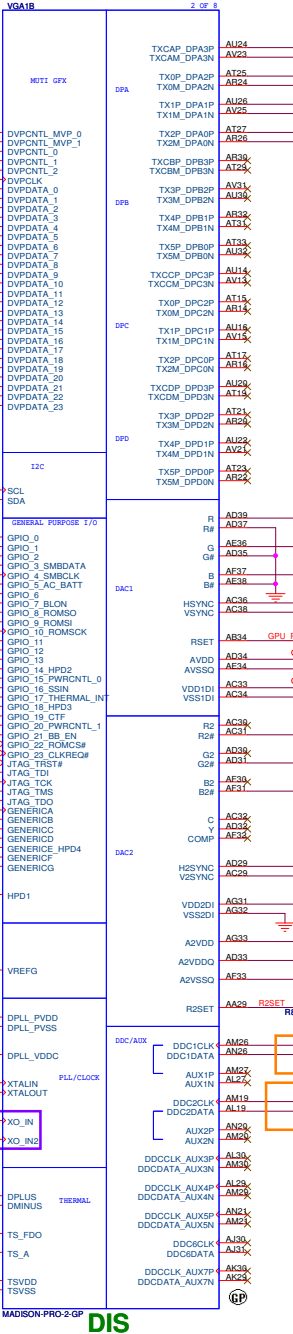 VGA1B 2 OF 8
MUTI GFX
DPA
TXCAP_DPA3P AU24
TXCAM_DPA3N AV23
TX0P_DPA2P AT25
TX0M_DPA2N AR24
TX1P_DPA1P AU26
TX1M_DPA1N AV25
DVPCNTL_MVP_0 TX2P_DPA0P AT27
DVPCNTL_MVP_1 TX2M_DPA0N AR26
DVPCNTL_0
DVPCNTL_1 TXCBP_DPB3P AR30
DVPCNTL_2 TXCBM_DPB3N AT29
DVPCLK
DVPDATA_0 TX3P_DPB2P AV31
DVPDATA_1 TX3M_DPB2N AU30
DVPDATA_2 DPB
DVPDATA_3 TX4P_DPB1P AR32
DVPDATA_4 TX4M_DPB1N AT31
DVPDATA_5
DVPDATA_6 TX5P_DPB0P AT33
DVPDATA_7 TX5M_DPB0N AU32
DVPDATA_8
DVPDATA_9 TXCCP_DPC3P AU14
DVPDATA_10 TXCCM_DPC3N AV13
DVPDATA_11
DVPDATA_12 TX0P_DPC2P AT15
DVPDATA_13 TX0M_DPC2N AR14
DVPDATA_14 DPC
DVPDATA_15 TX1P_DPC1P AU16
DVPDATA_16 TX1M_DPC1N AV15
DVPDATA_17
DVPDATA_18 TX2P_DPC0P AT17
DVPDATA_19 TX2M_DPC0N AR16
DVPDATA_20
DVPDATA_21 TXCDP_DPD3P AU20
DVPDATA_22 TXCDM_DPD3N AT19
DVPDATA_23
TX3P_DPD2P AT21
TX3M_DPD2N AR20
DPD
TX4P_DPD1P AU22
TX4M_DPD1N AV21
I2C
TX5P_DPD0P AT23
TX5M_DPD0N AR22
SCL
SDA
GENERAL PURPOSE I/O
R AD39
R# AD37
GPIO_0
GPIO_1 G AE36
GPIO_2 G# AD35
GPIO_3_SMBDATA
GPIO_4_SMBCLK B AF37
GPIO_5_AC_BATT DAC1 B# AE38
GPIO_6
GPIO_7_BLON HSYNC AC36
GPIO_8_ROMSO VSYNC AC38
GPIO_9_ROMSI
GPIO_10_ROMSCK
GPIO_11 RSET AB34
GPIO_12
GPIO_13 AVDD AD34
GPIO_14_HPD2 AVSSQ AE34
GPIO_15_PWRCNTL_0
GPIO_16_SSIN VDD1DI AC33
GPIO_17_THERMAL_INT VSS1DI AC34
GPIO_18_HPD3
GPIO_19_CTF
GPIO_20_PWRCNTL_1 R2 AC30
GPIO_21_BB_EN R2# AC31
GPIO_22_ROMCS#
GPIO_23_CLKREQ# G2 AD30
JTAG_TRST# G2# AD31
JTAG_TDI
JTAG_TCK B2 AF30
JTAG_TMS B2# AF31
JTAG_TDO
GENERICA
GENERICB C AC32
GENERICC Y AD32
GENERICD COMP AF32
GENERICE_HPD4 DAC2
GENERICF
GENERICG H2SYNC AD29
V2SYNC AC29
HPD1
VDD2DI AG31
VSS2DI AG32
A2VDD AG33
VREFG A2VDDQ AD33
A2VSSQ AF33
R2SET AA29 R2SET
DPLL_PVDD
DPLL_PVSS
DDC/AUX
DDC1CLK AM26
DPLL_VDDC DDC1DATA AN26
PLL/CLOCK
AUX1P AM27
XTALIN AUX1N AL27
XTALOUT
DDC2CLK AM19
DDC2DATA AL19
XO_IN
AUX2P AN20
XO_IN2 AUX2N AM20
DDCCLK_AUX3P AL30
DDCDATA_AUX3N AM30
DPLUS THERMAL DDCCLK_AUX4P AL29
DMINUS DDCDATA_AUX4N AM29
DDCCLK_AUX5P AN21
TS_FDO DDCDATA_AUX5N AM21
TS_A DDC6CLK AJ30
DDC6DATA AJ31
TSVDD DDCCLK_AUX7P AK30
TSVSS DDCDATA_AUX7N AK29
GP
MADISON-PRO-2-GP
DIS